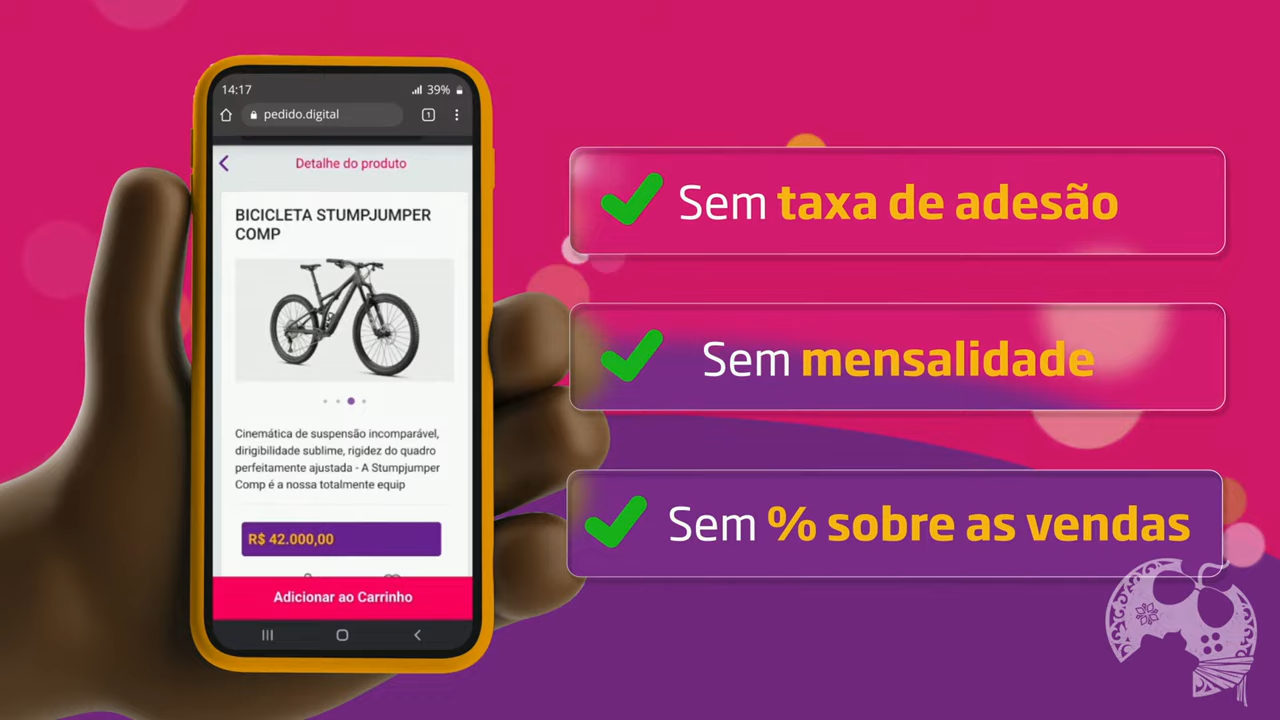 14:17
39%
pedido.digital
1
Detalhe do produto
BICICLETA STUMPJUMPER
COMP
Cinemática de suspensão incomparável,
dirigibilidade sublime, rigidez do quadro
perfeitamente ajustada - A Stumpjumper
Comp é a nossa totalmente equip
R$ 42.000,00
Adicionar ao Carrinho
Sem taxa de adesão
Sem mensalidade
Sem % sobre as vendas